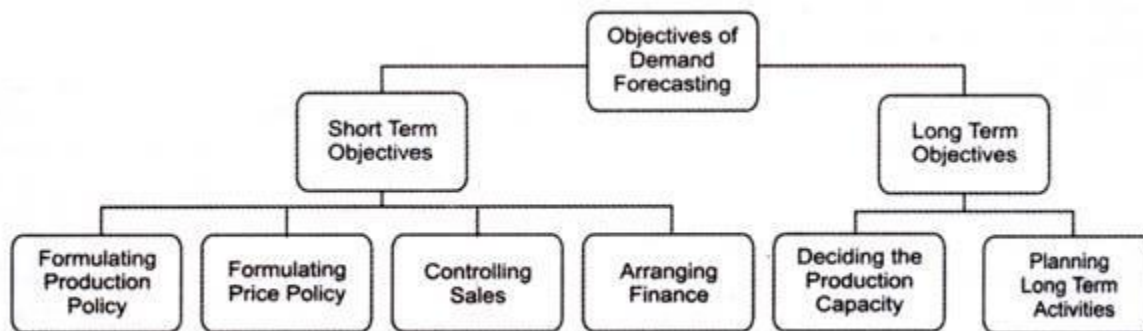 Objectives of
Demand
Forecasting
Short Term
Objectives
Long Term
Objectives
Formulating
Production
Policy
Formulating
Price Policy
Controlling
Sales
Arranging
Finance
Deciding the
Production
Capacity
Planning
Long Term
Activities